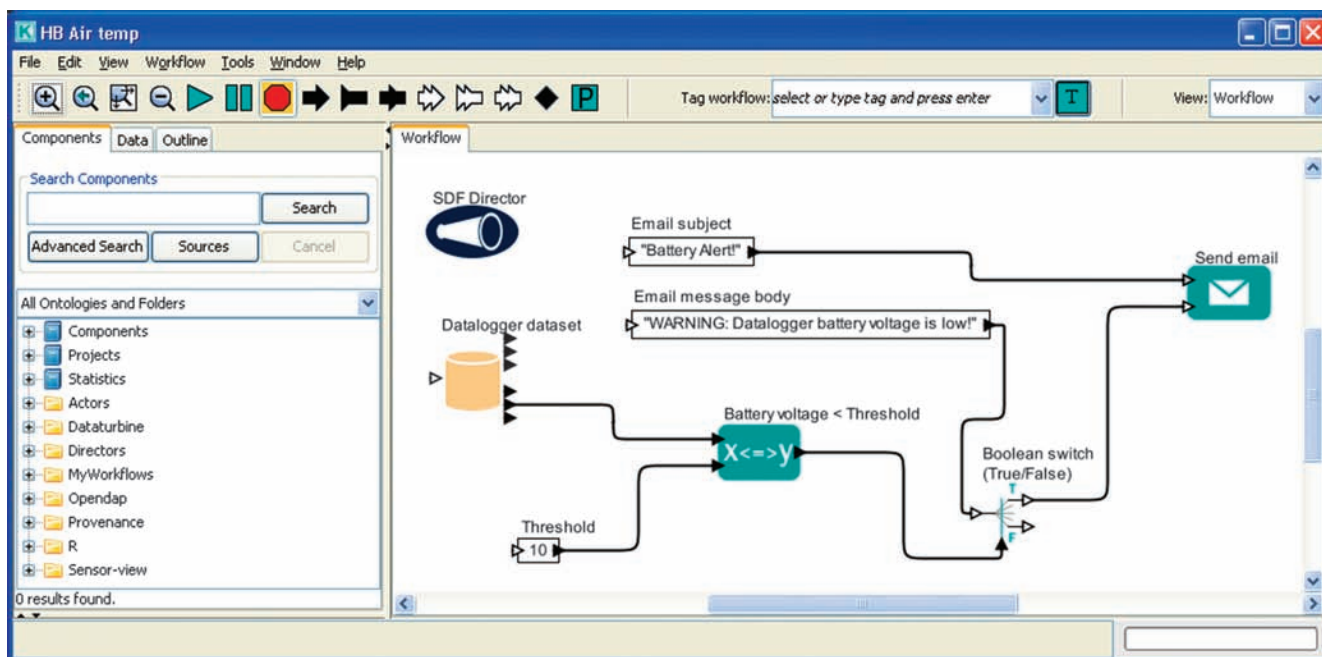 HB Air temp
File Edit View Workflow Tools Window Help
P
Tag workflow: select or type tag and press enter
T
View: Workflow
Components Data Outline
Workflow
Search Components
Search
Advanced Search Sources Cancel
All Ontologies and Folders
Components
Projects
Statistics
Actors
Dataturbine
Directors
MyWorkflows
Opendap
Provenance
R
Sensor-view
0 results found.
SDF Director
Email subject
"Battery Alert!"
Send email
Email message body
"WARNING: Datalogger battery voltage is low!"
Datalogger dataset
Battery voltage < Threshold
x<=>y
Boolean switch
(True/False)
T
F
Threshold
10